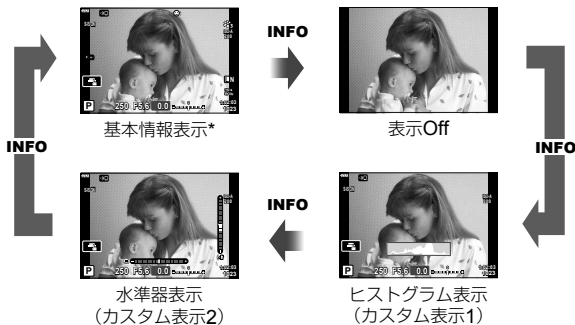 INFO
基本情報表示*
表示Off
INFO
INFO
P 250 F5.6 0.0
INFO
水準器表示
（カスタム表示2）
ヒストグラム表示
（カスタム表示1）
P 250 F5.6 0.0
P 250 F5.6 0.0